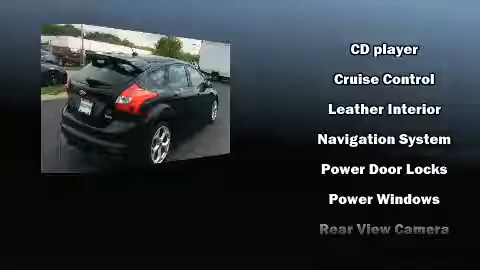 CD player
Cruise Control
Leather Interior
Navigation System
Power Door Locks
Power Windows
Rear View Camera